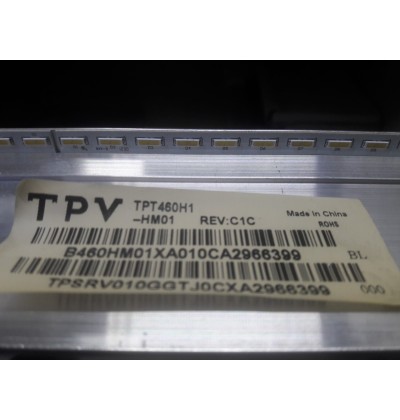 TPV TPT460H1
-HM01 REV:C1C Made in China
ROHS
B460HM01XA010CA2966399 BL
TPSRV010GGTJ0CXA2966399 000